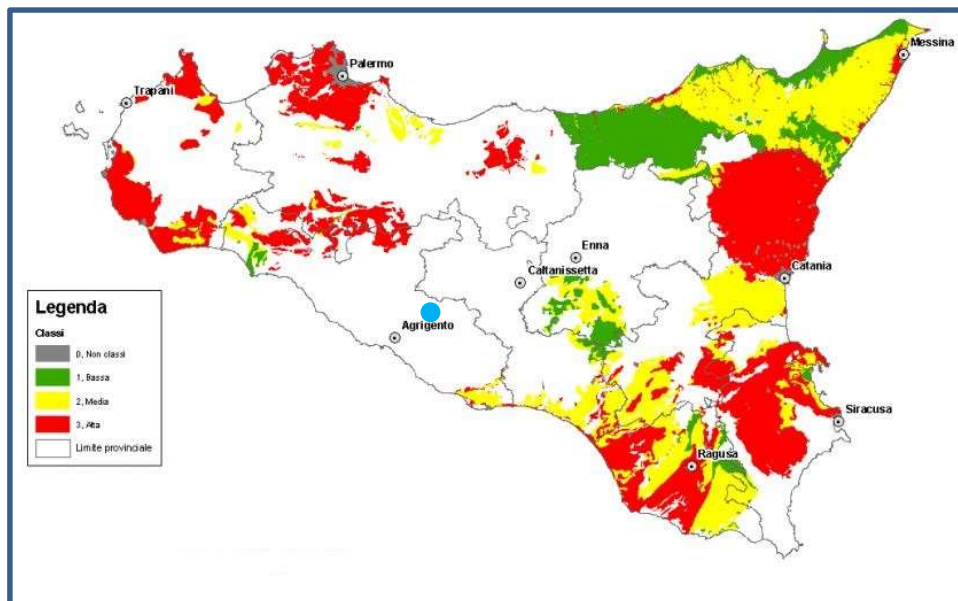 Messina
Palermo
Trapani
Enna
Caltanissetta
Catania
Agrigento
Siracusa
Ragusa
Legenda
Classi
0, Non classi
1, Bassa
2, Media
3, Alta
Limite provinciale